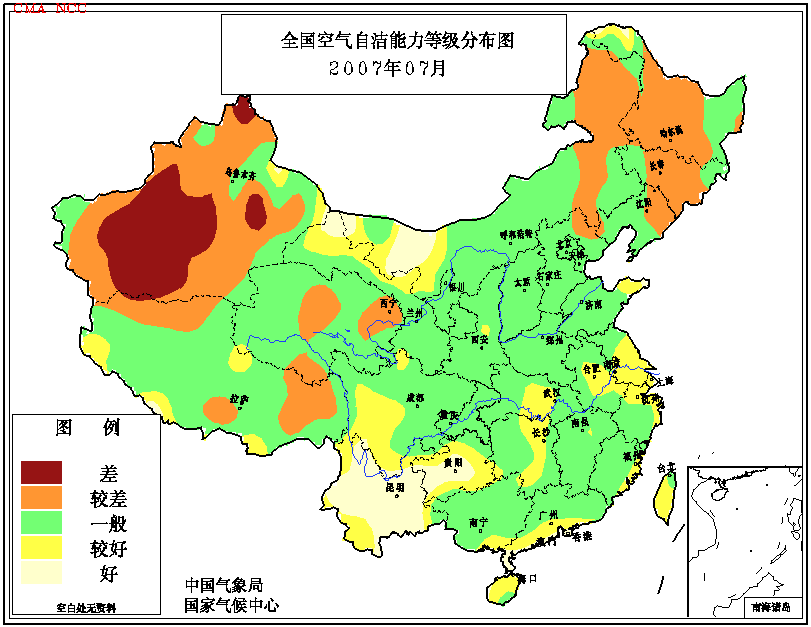 CMA NCC
全国空气自洁能力等级分布图
2007年07月
哈尔滨
长春
沈阳
乌鲁木齐
呼和浩特
北京
天津
银川
太原
石家庄
西宁
兰州
济南
西安
郑州
合肥
南京
上海
拉萨
成都
武汉
杭州
重庆
长沙
南昌
贵阳
福州
台北
昆明
南宁
广州
澳门
香港
海口
图 例
差
较差
一般
较好
好
空白处无资料
中国气象局
国家气候中心
南海诸岛